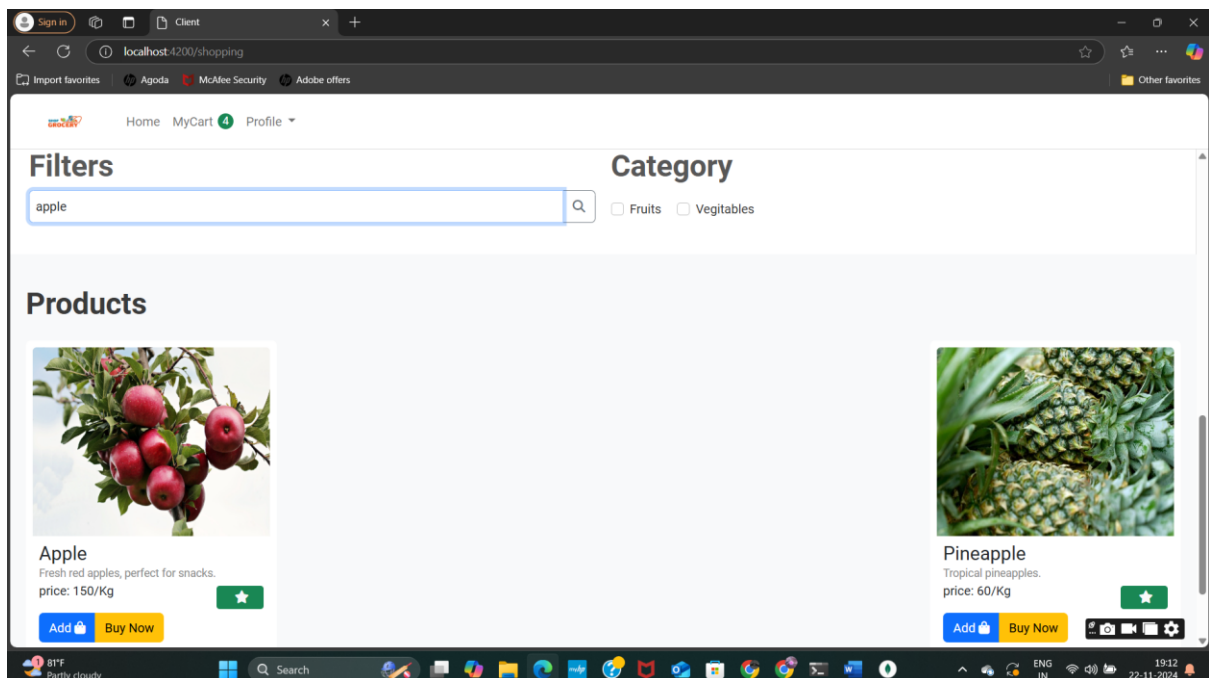 Sign in
Client
localhost:4200/shopping
Import favorites
Agoda
McAfee Security
Adobe offers
Other favorites
GROCERY
Home MyCart 4 Profile
Filters
Category
apple
Fruits Vegitables
Products
Apple
Fresh red apples, perfect for snacks.
price: 150/Kg
Add Buy Now
Pineapple
Tropical pineapples.
price: 60/Kg
Add Buy Now
1
81°F
Partly cloudy
Search
myhp
ENG
IN
19:12
22-11-2024